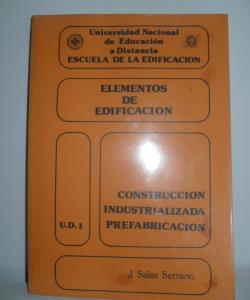 Universidad Nacional
de Educación
a Distancia
ESCUELA DE LA EDIFICACION
ELEMENTOS
DE
EDIFICACION
U.D. 1
CONSTRUCCION
INDUSTRIALIZADA
PREFABRICACION
J. Salas Serrano